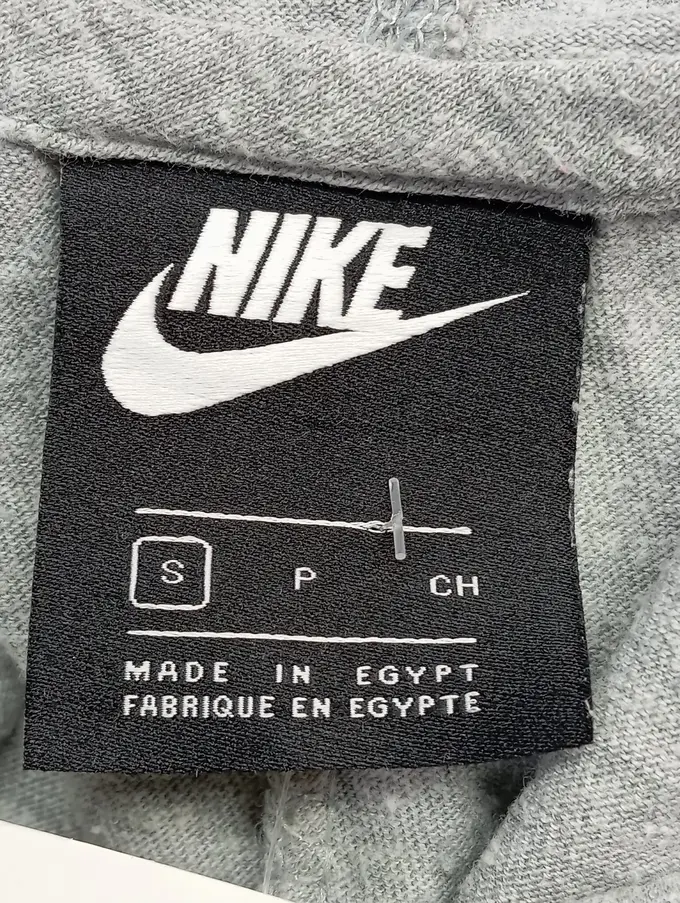 NIKE
S P CH
MADE IN EGYPT
FABRIQUE EN EGYPTE